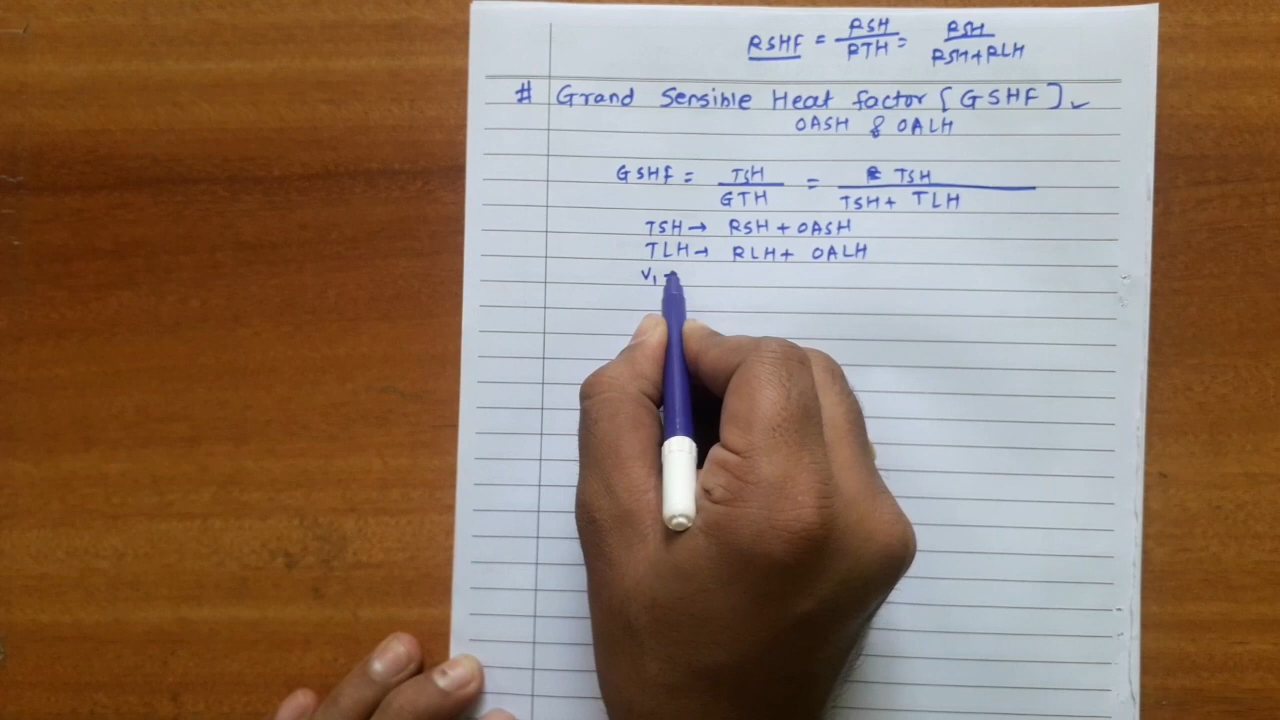 RSHF = RSH / RTH = RSH / RSH+RLH
# Grand Sensible Heat factor [GSHF]
OASH & OALH
GSHF = TSH / GTH = TSH / TSH+ TLH
TSH → RSH + OASH
TLH → RLH + OALH
V₁ →